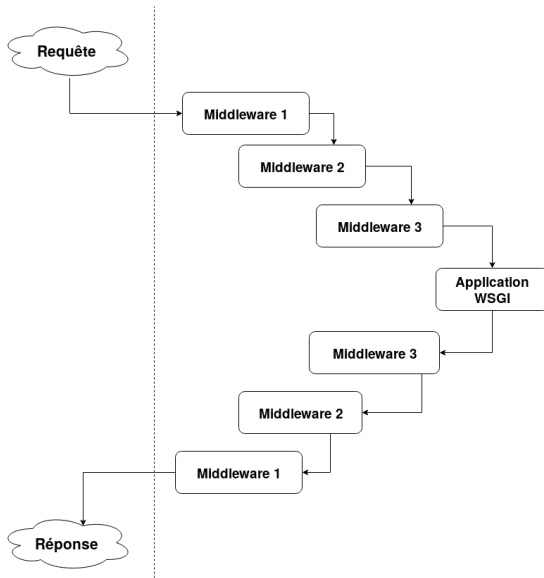 Requête
Middleware 1
Middleware 2
Middleware 3
Application
WSGI
Middleware 3
Middleware 2
Middleware 1
Réponse